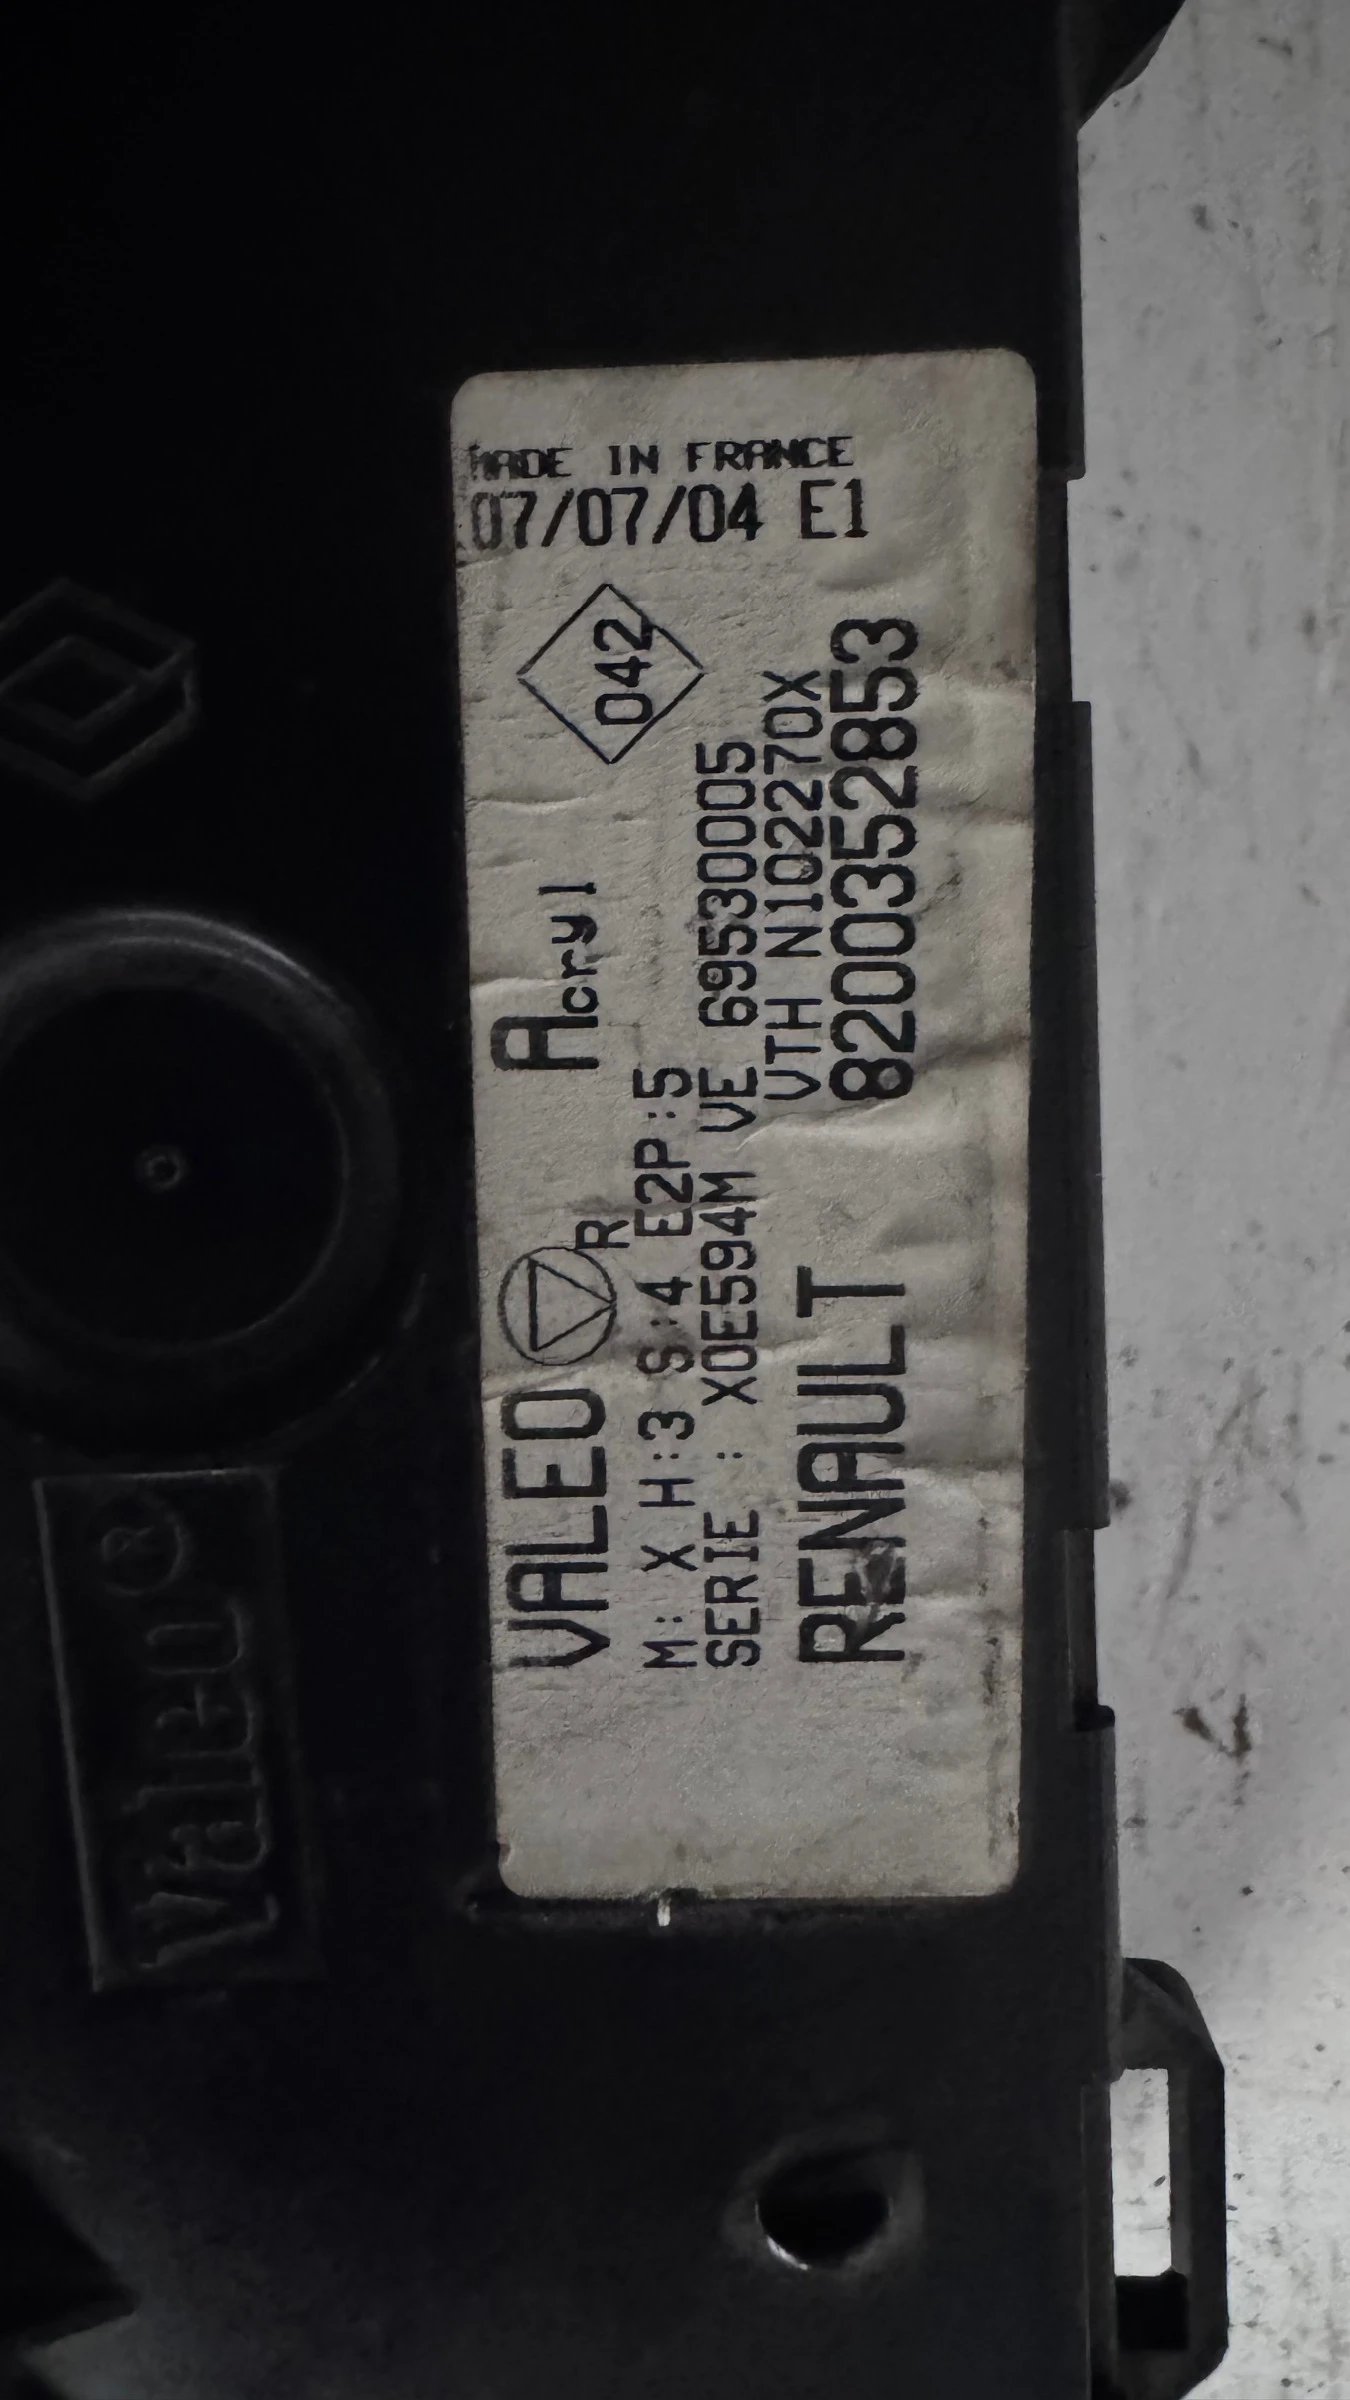 MADE IN FRANCE
07/07/04 E1
VALEO R Acryl 042
M: X H:3 S:4 E2P:5
SERIE : X0E594M VE 69530005
VTH N102270X
RENAULT 8200352853
Valeo